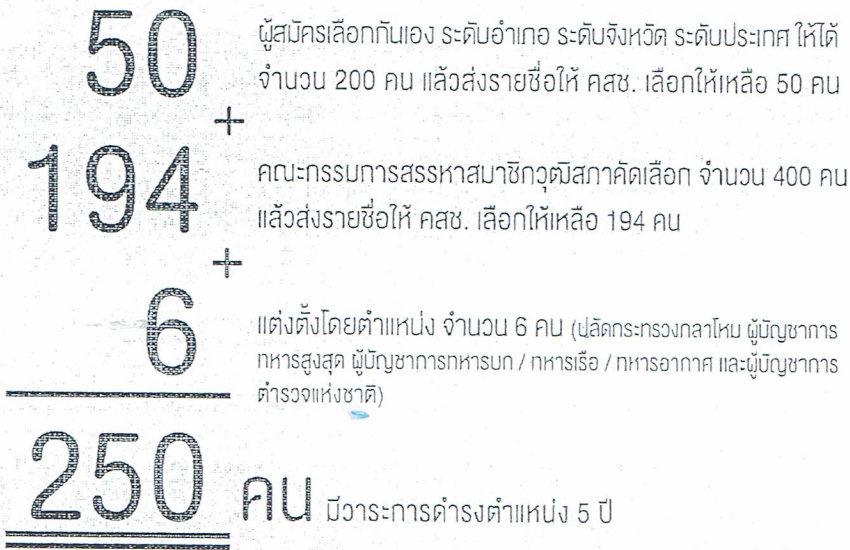 50
ผู้สมัครเลือกกันเอง ระดับอำเภอ ระดับจังหวัด ระดับประเทศ ให้ได้
จำนวน 200 คน แล้วส่งรายชื่อให้ คสช. เลือกให้เหลือ 50 คน
+
194
คณะกรรมการสรรหาสมาชิกวุฒิสภาคัดเลือก จำนวน 400 คน
แล้วส่งรายชื่อให้ คสช. เลือกให้เหลือ 194 คน
+
6
แต่งตั้งโดยตำแหน่ง จำนวน 6 คน (ปลัดกระทรวงกลาโหม ผู้บัญชาการ
ทหารสูงสุด ผู้บัญชาการทหารบก / ทหารเรือ / ทหารอากาศ และผู้บัญชาการ
ตำรวจแห่งชาติ)
250 คน มีวาระการดำรงตำแหน่ง 5 ปี